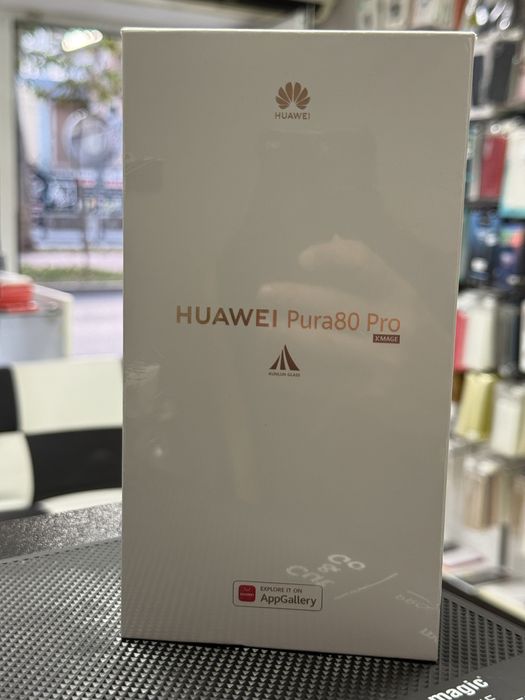 HUAWEI
HUAWEI Pura80 Pro
XMAGE
KUNLUN GLASS
EXPLORE IT ON
AppGallery
magic